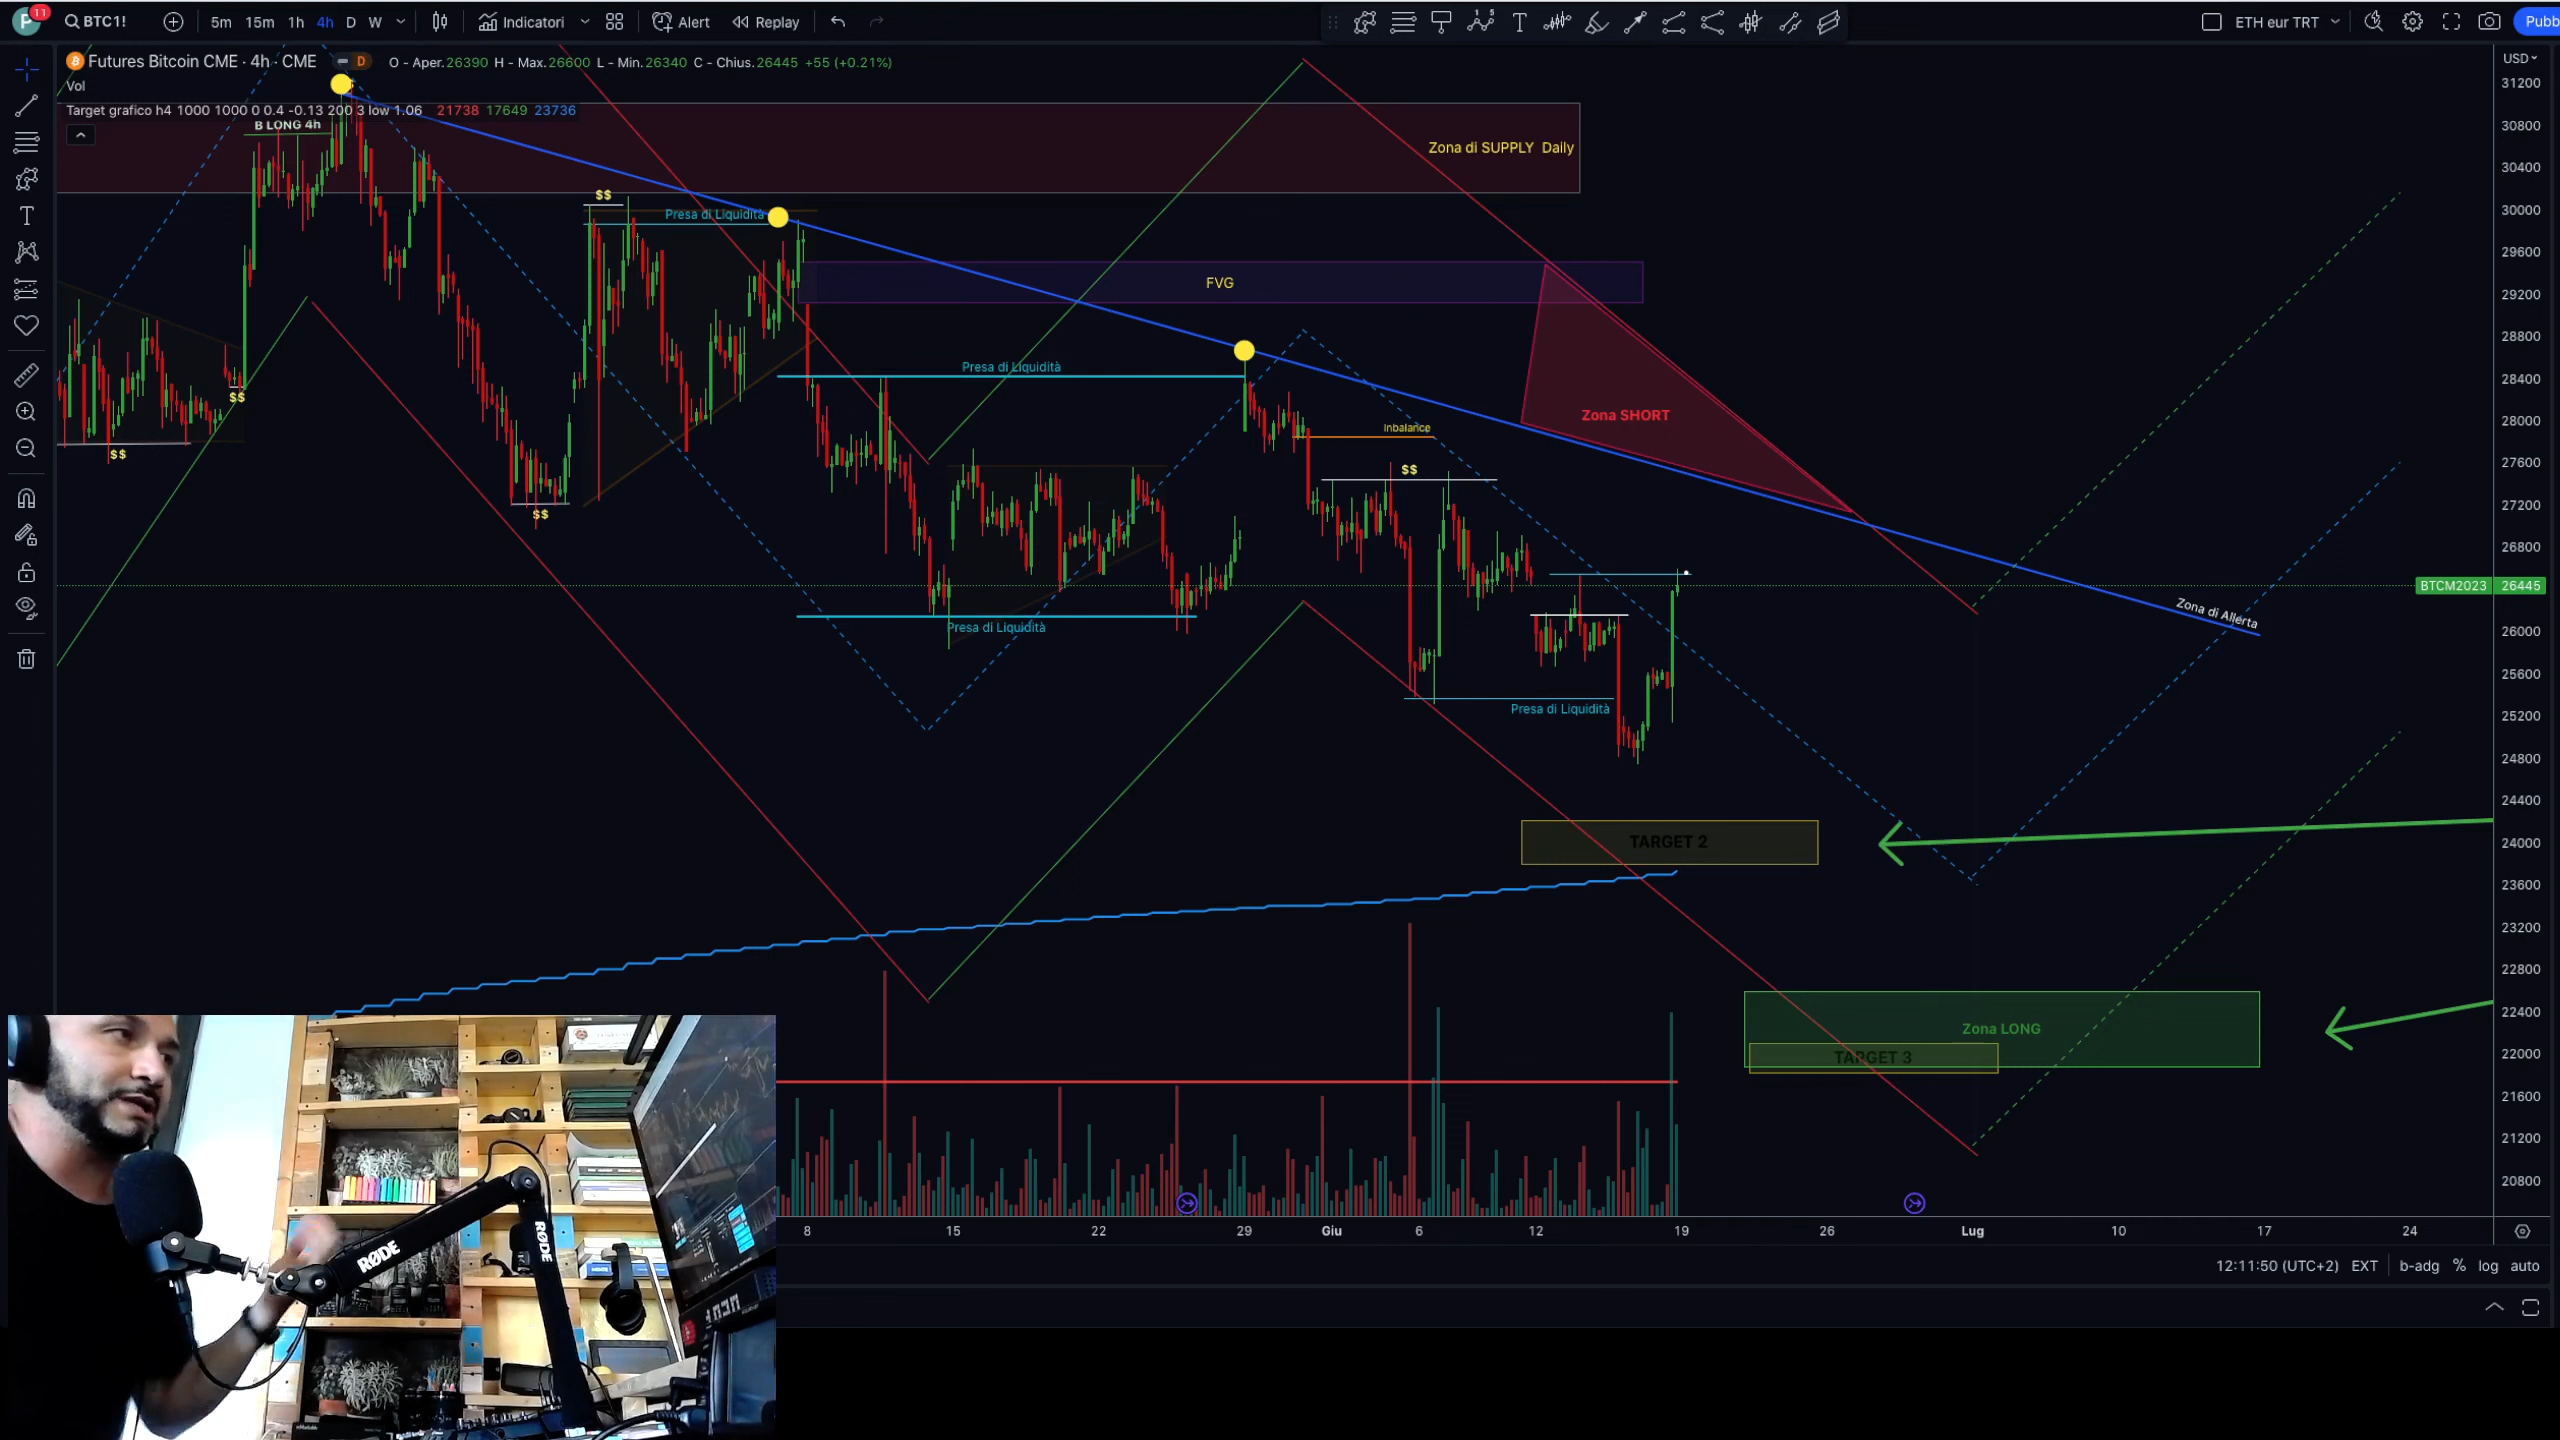 P 11 BTC1! 5m 15m 1h 4h D W Indicatori Alert Replay ETH eur TRT Pubb
Futures Bitcoin CME · 4h · CME D O - Aper.26390 H - Max.26600 L - Min.26340 C - Chius.26445 +55 (+0.21%)
USD
Vol
Target grafico h4 1000 1000 0 0.4 -0.13 200 3 low 1.06 21738 17649 23736
B LONG 4h
Zona di SUPPLY Daily
$$
Presa di Liquidità
FVG
Presa di Liquidità
$$
Zona SHORT
Inbalance
$$
$$
$$
Zona di Allerta
Presa di Liquidità
Presa di Liquidità
TARGET 2
Zona LONG
TARGET 3
31200
30800
30400
30000
29600
29200
28800
28400
28000
27600
27200
26800
BTCM2023 26445
26000
25600
25200
24800
24400
24000
23600
23200
22800
22400
22000
21600
21200
20800
8 15 22 29 Giu 6 12 19 26 Lug 10 17 24
12:11:50 (UTC+2) EXT b-adg % log auto
RØDE
RØDE